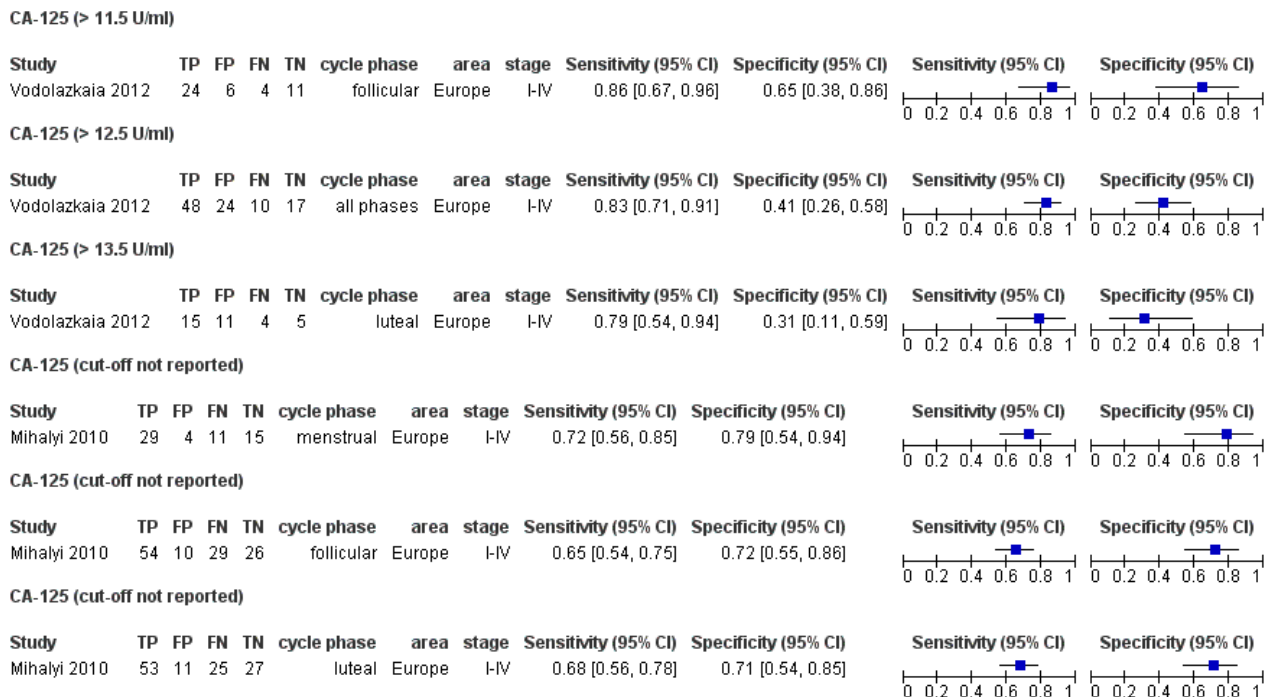 CA-125 (> 11.5 U/ml)
Study TP FP FN TN cycle phase area stage Sensitivity (95% CI) Specificity (95% CI) Sensitivity (95% CI) Specificity (95% CI)
Vodolazkaia 2012 24 6 4 11 follicular Europe I-IV 0.86 [0.67, 0.96] 0.65 [0.38, 0.86]
0 0.2 0.4 0.6 0.8 1 0 0.2 0.4 0.6 0.8 1
CA-125 (> 12.5 U/ml)
Study TP FP FN TN cycle phase area stage Sensitivity (95% CI) Specificity (95% CI) Sensitivity (95% CI) Specificity (95% CI)
Vodolazkaia 2012 48 24 10 17 all phases Europe I-IV 0.83 [0.71, 0.91] 0.41 [0.26, 0.58]
0 0.2 0.4 0.6 0.8 1 0 0.2 0.4 0.6 0.8 1
CA-125 (> 13.5 U/ml)
Study TP FP FN TN cycle phase area stage Sensitivity (95% CI) Specificity (95% CI) Sensitivity (95% CI) Specificity (95% CI)
Vodolazkaia 2012 15 11 4 5 luteal Europe I-IV 0.79 [0.54, 0.94] 0.31 [0.11, 0.59]
0 0.2 0.4 0.6 0.8 1 0 0.2 0.4 0.6 0.8 1
CA-125 (cut-off not reported)
Study TP FP FN TN cycle phase area stage Sensitivity (95% CI) Specificity (95% CI) Sensitivity (95% CI) Specificity (95% CI)
Mihalyi 2010 29 4 11 15 menstrual Europe I-IV 0.72 [0.56, 0.85] 0.79 [0.54, 0.94]
0 0.2 0.4 0.6 0.8 1 0 0.2 0.4 0.6 0.8 1
CA-125 (cut-off not reported)
Study TP FP FN TN cycle phase area stage Sensitivity (95% CI) Specificity (95% CI) Sensitivity (95% CI) Specificity (95% CI)
Mihalyi 2010 54 10 29 26 follicular Europe I-IV 0.65 [0.54, 0.75] 0.72 [0.55, 0.86]
0 0.2 0.4 0.6 0.8 1 0 0.2 0.4 0.6 0.8 1
CA-125 (cut-off not reported)
Study TP FP FN TN cycle phase area stage Sensitivity (95% CI) Specificity (95% CI) Sensitivity (95% CI) Specificity (95% CI)
Mihalyi 2010 53 11 25 27 luteal Europe I-IV 0.68 [0.56, 0.78] 0.71 [0.54, 0.85]
0 0.2 0.4 0.6 0.8 1 0 0.2 0.4 0.6 0.8 1